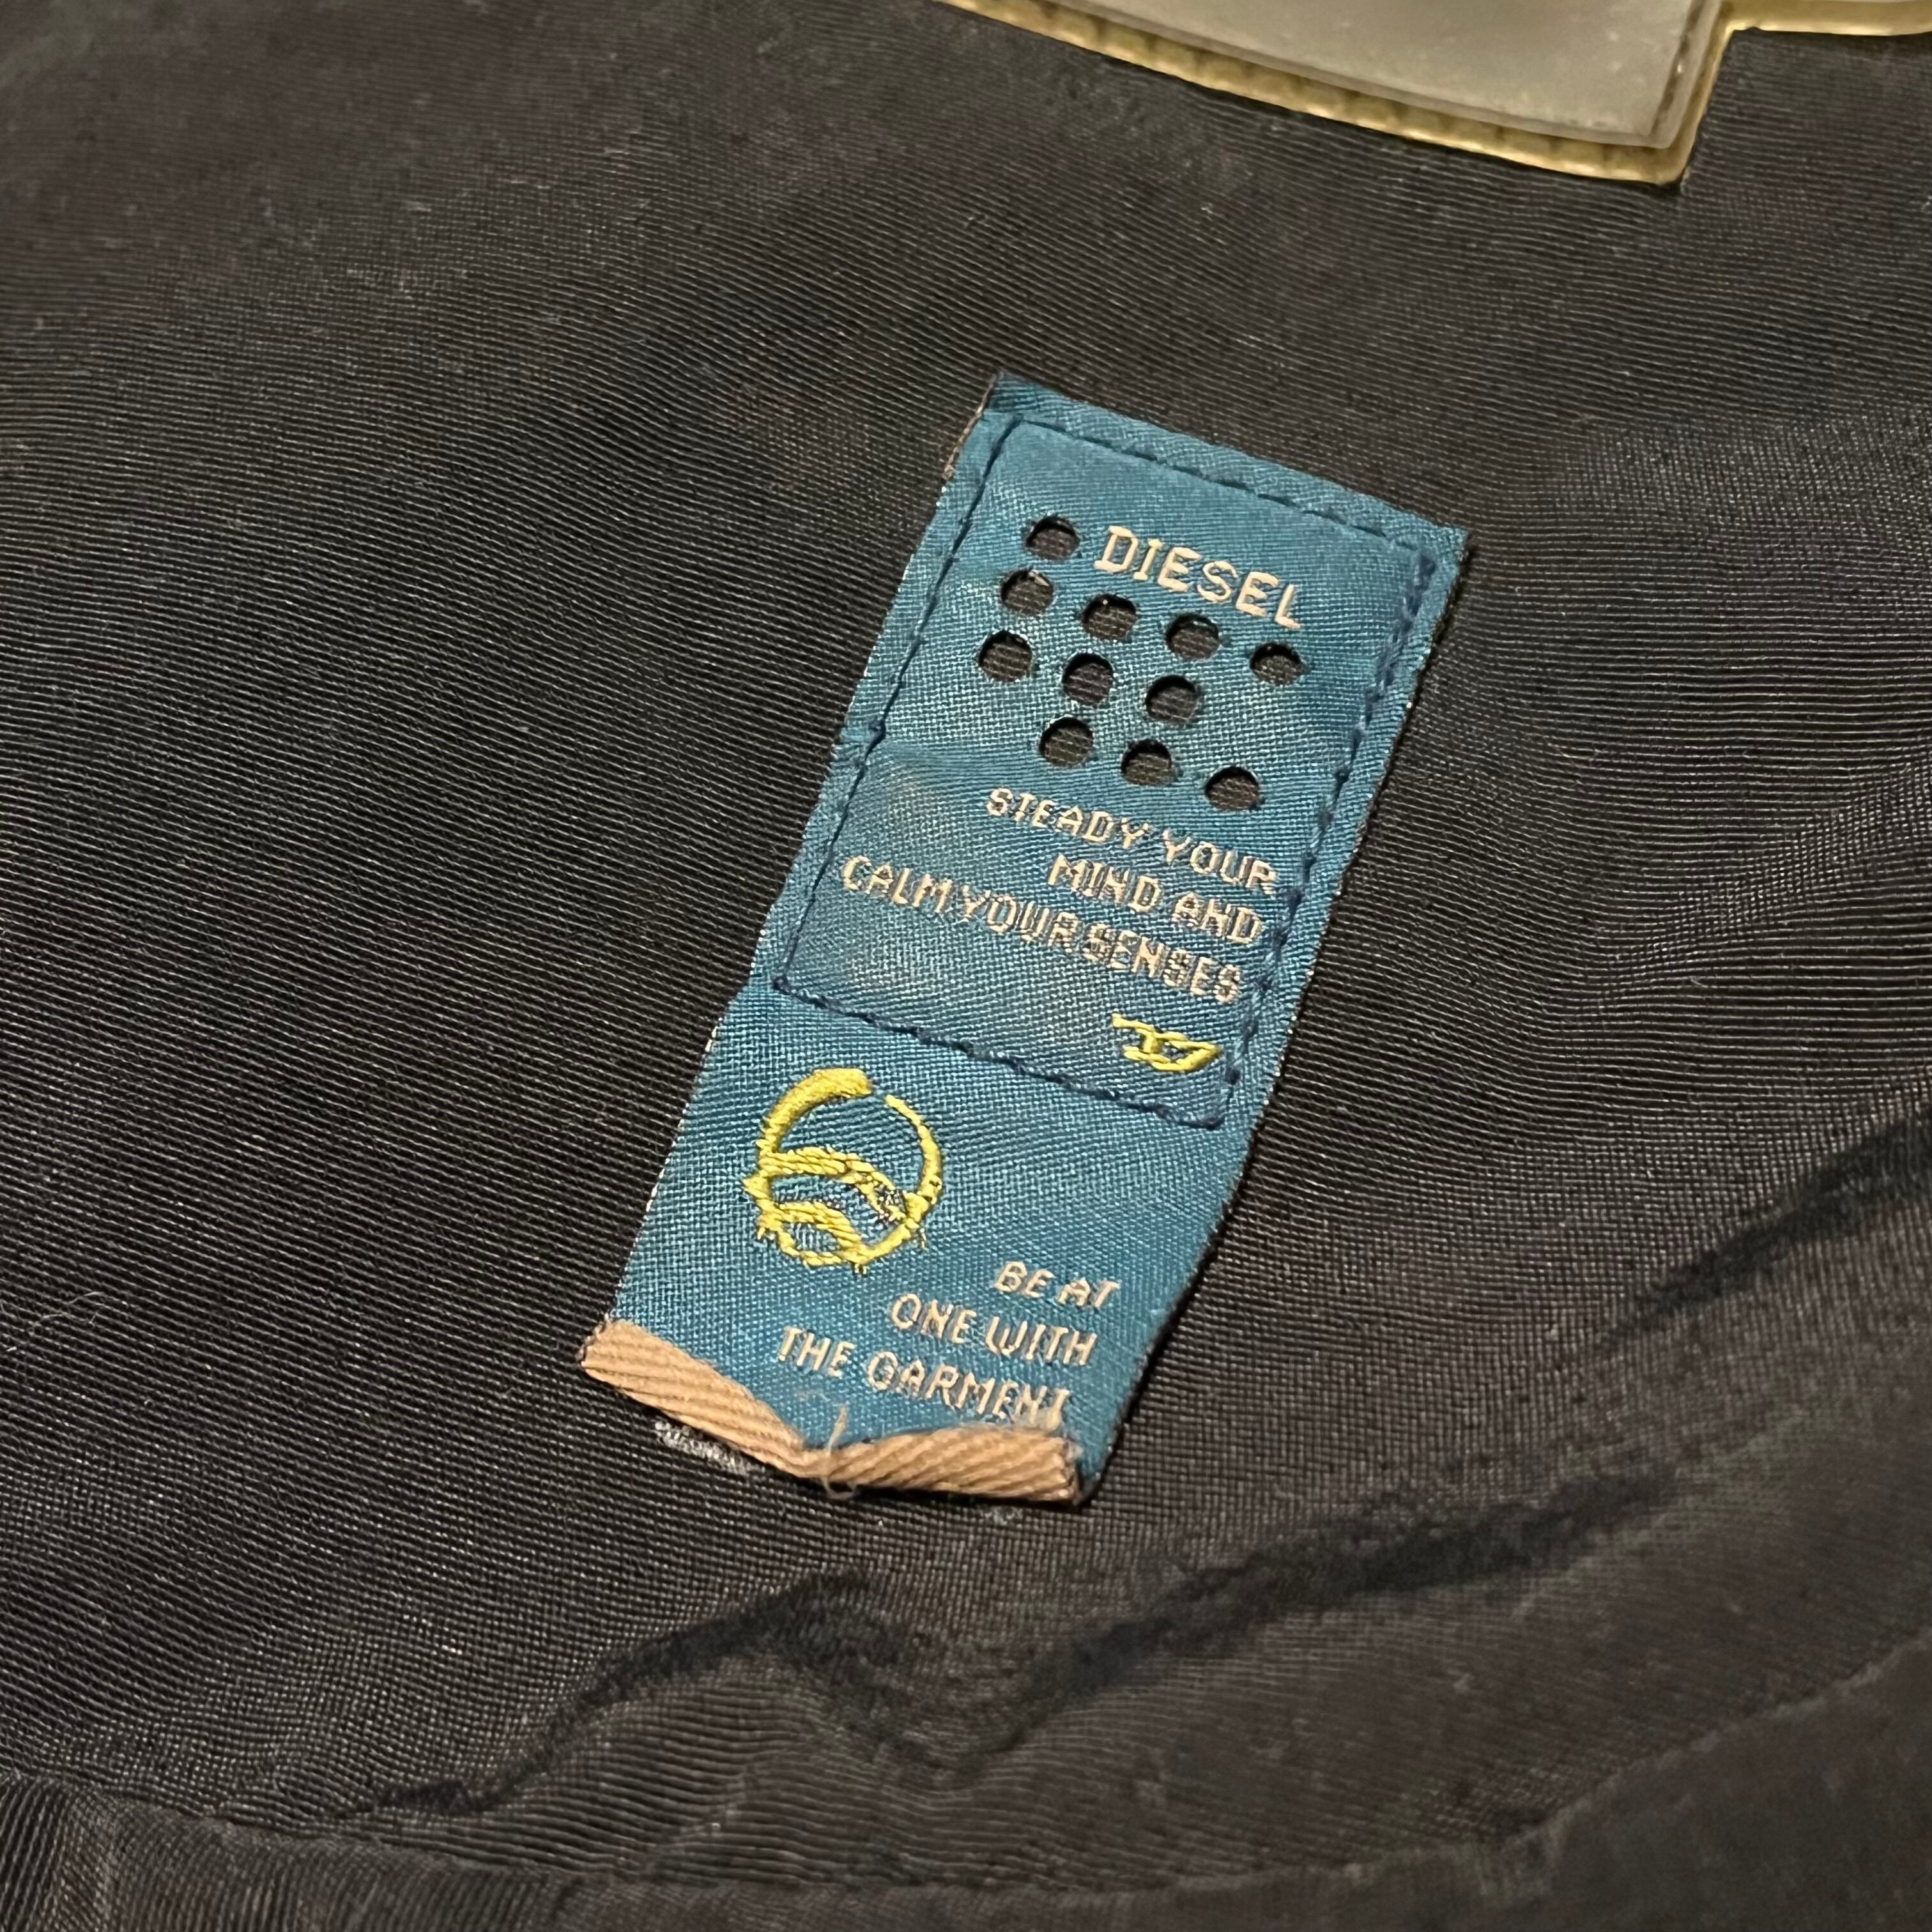 DIESEL
STEADY YOUR
MIND AND
CALM YOUR SENSES
D
BE AT
ONE WITH
THE GARMENT